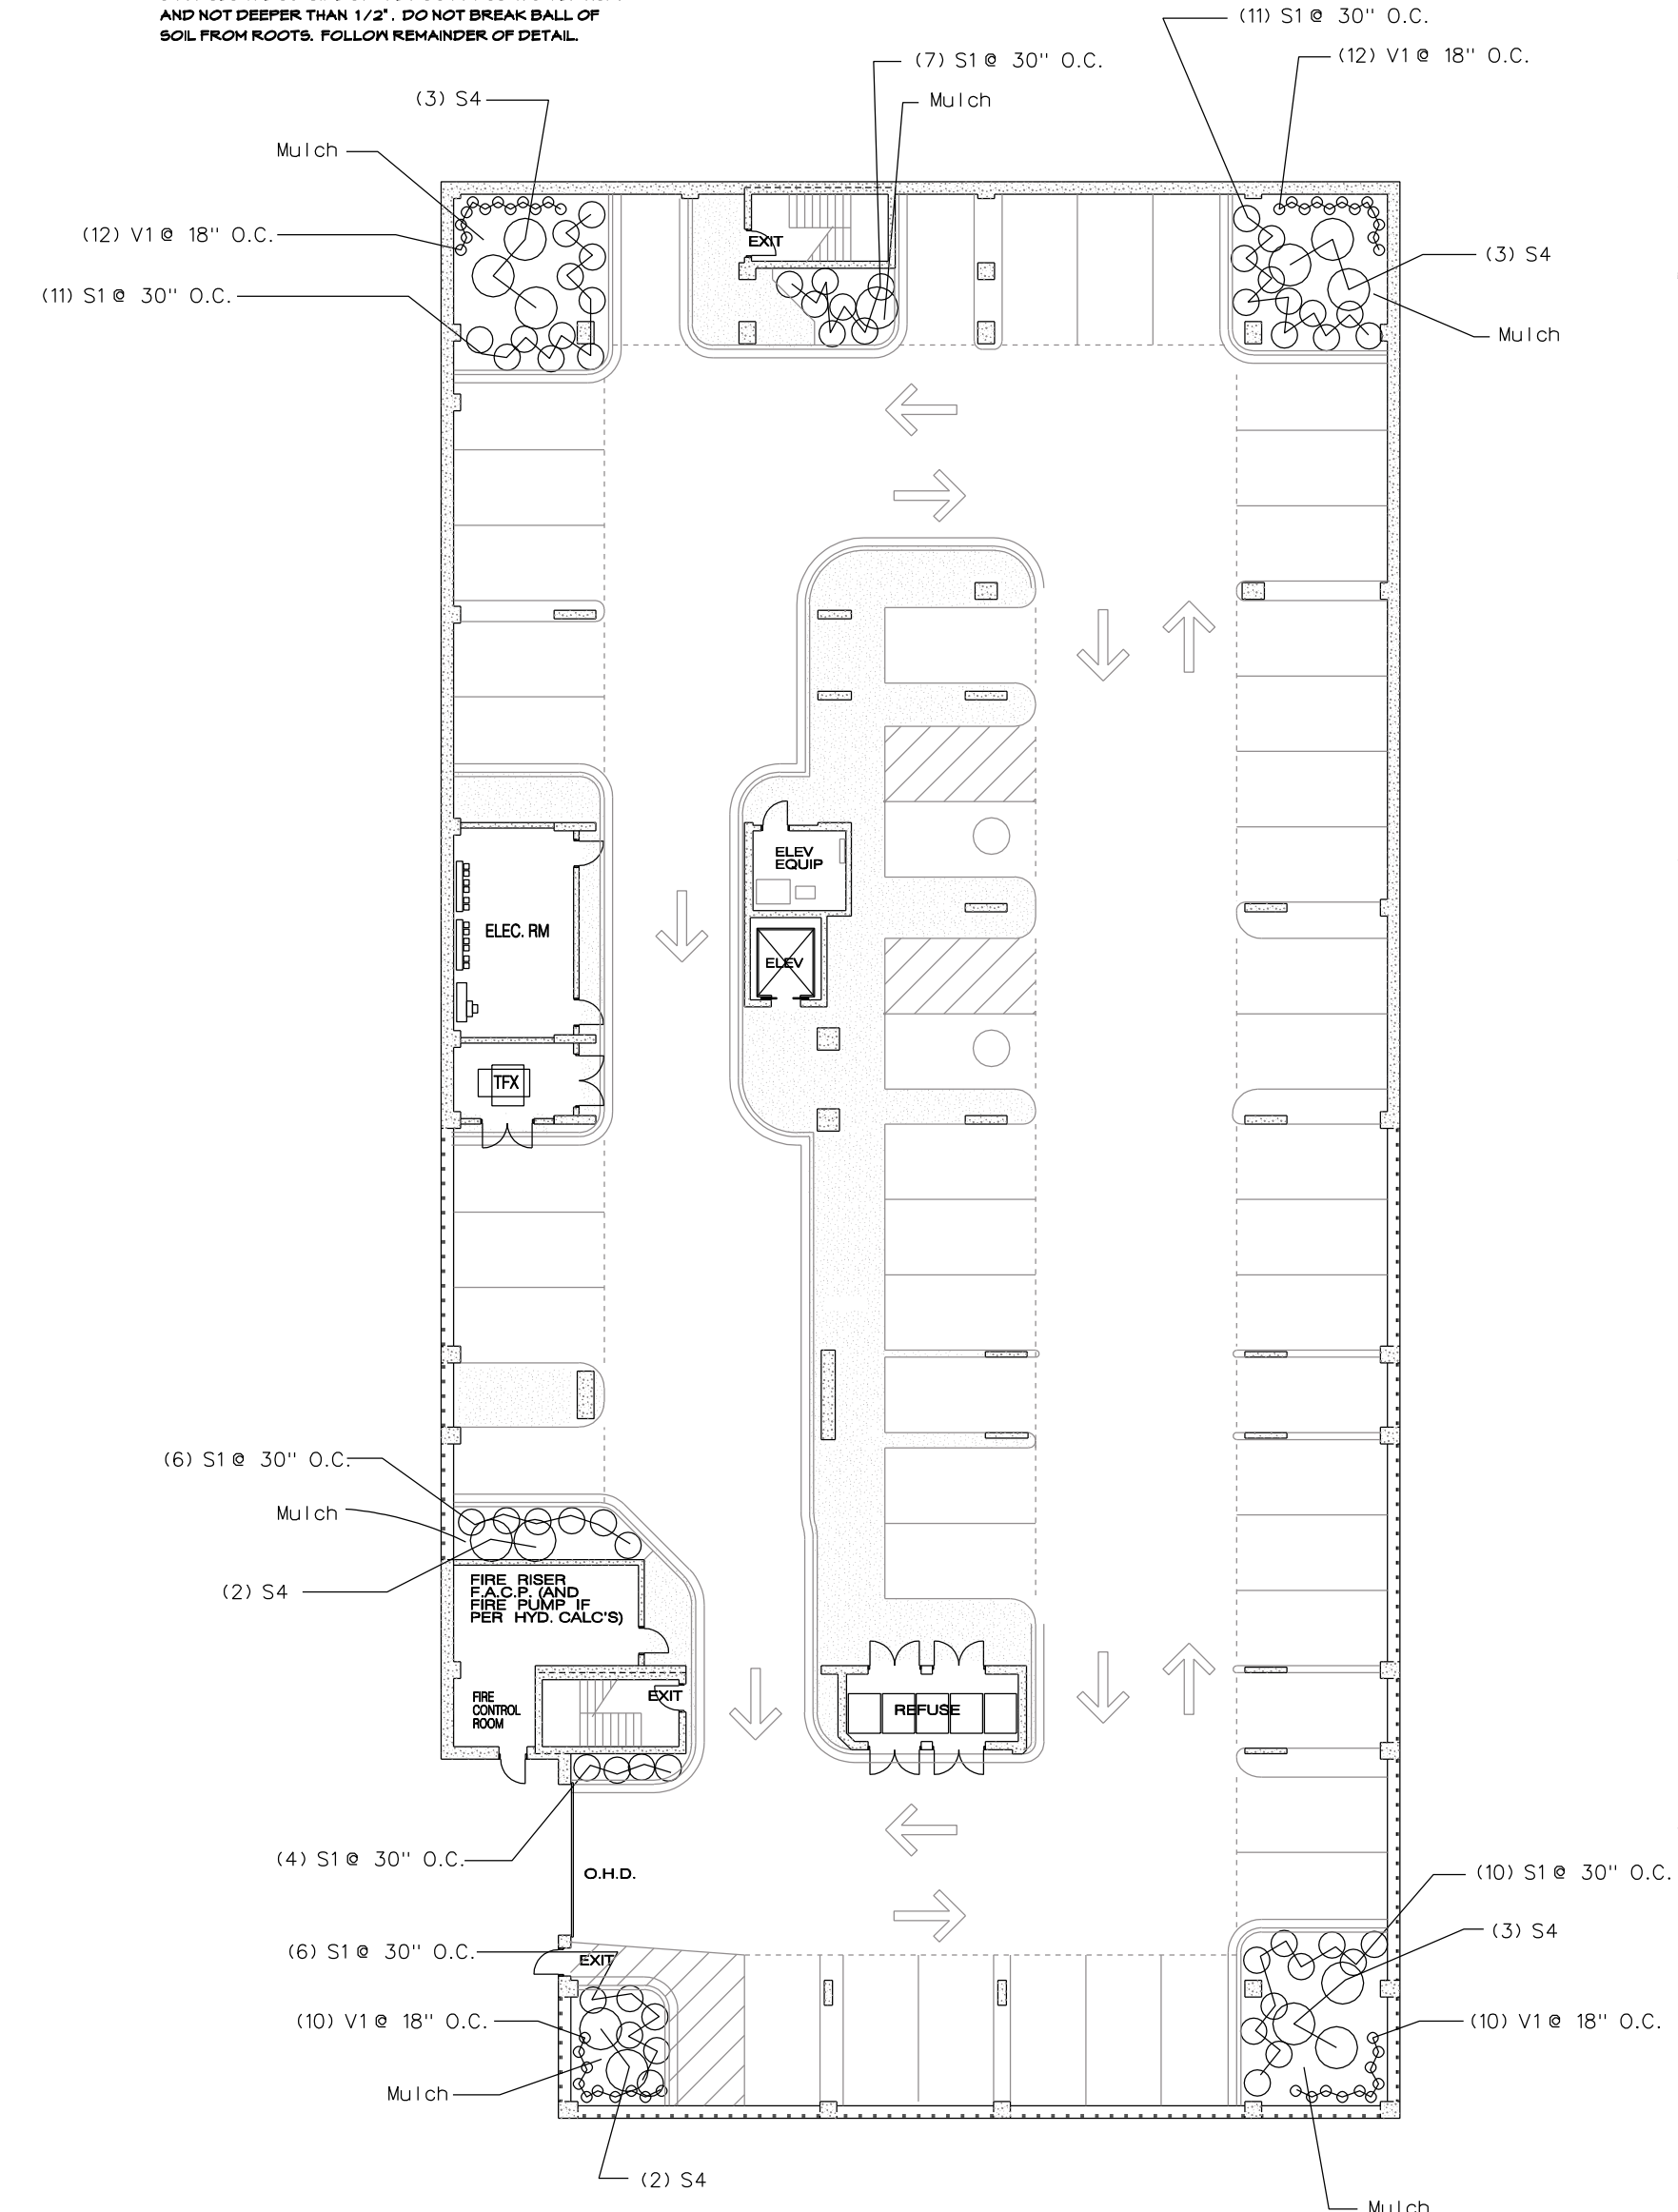 AND NOT DEEPER THAN 1/2". DO NOT BREAK BALL OF
SOIL FROM ROOTS. FOLLOW REMAINDER OF DETAIL.
(11) S1 @ 30" O.C.
(12) V1 @ 18" O.C.
(7) S1 @ 30" O.C.
Mulch
(3) S4
Mulch
(12) V1 @ 18" O.C.
(11) S1 @ 30" O.C.
EXIT
(3) S4
Mulch
ELEV
EQUIP
ELEC. RM
ELEV
TFX
(6) S1 @ 30" O.C.
Mulch
(2) S4
FIRE RISER
F.A.C.P. (AND
FIRE PUMP IF
PER HYD. CALC'S)
FIRE
CONTROL
ROOM
EXIT
REFUSE
(4) S1 @ 30" O.C.
O.H.D.
(10) S1 @ 30" O.C.
(3) S4
(6) S1 @ 30" O.C.
EXIT
(10) V1 @ 18" O.C.
(10) V1 @ 18" O.C.
Mulch
(2) S4
Mulch